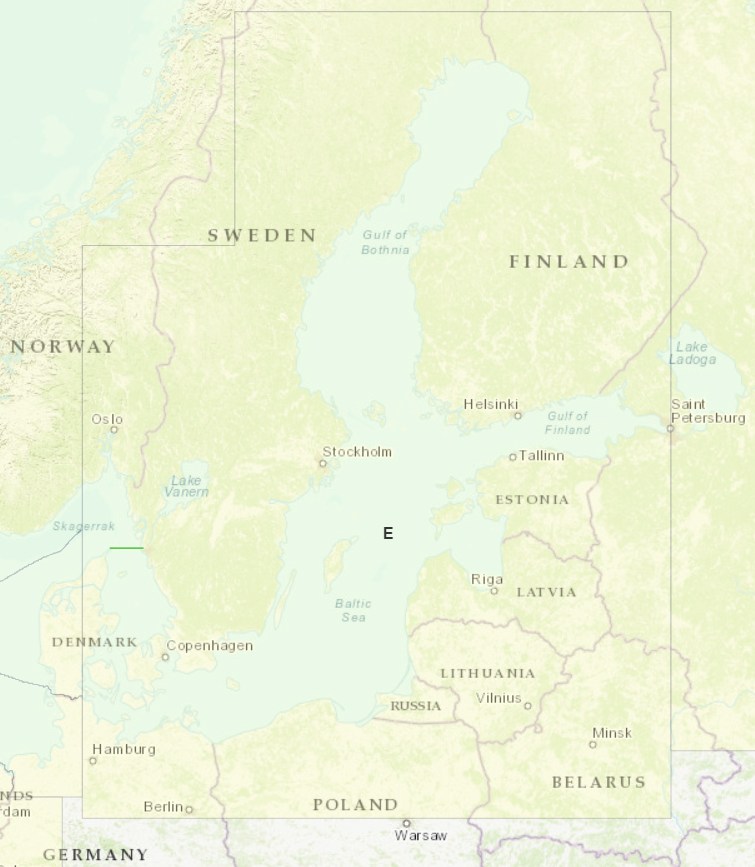 SWEDEN
Gulf of
Bothnia
FINLAND
NORWAY
Lake
Ladoga
Oslo
Helsinki
Gulf of
Finland
Saint
Petersburg
Stockholm
Tallinn
Lake
Vanern
ESTONIA
Skagerrak
E
Riga
LATVIA
Baltic
Sea
DENMARK
Copenhagen
LITHUANIA
Vilnius
RUSSIA
Minsk
Hamburg
BELARUS
NDS
rdam
Berlin
POLAND
Warsaw
GERMANY